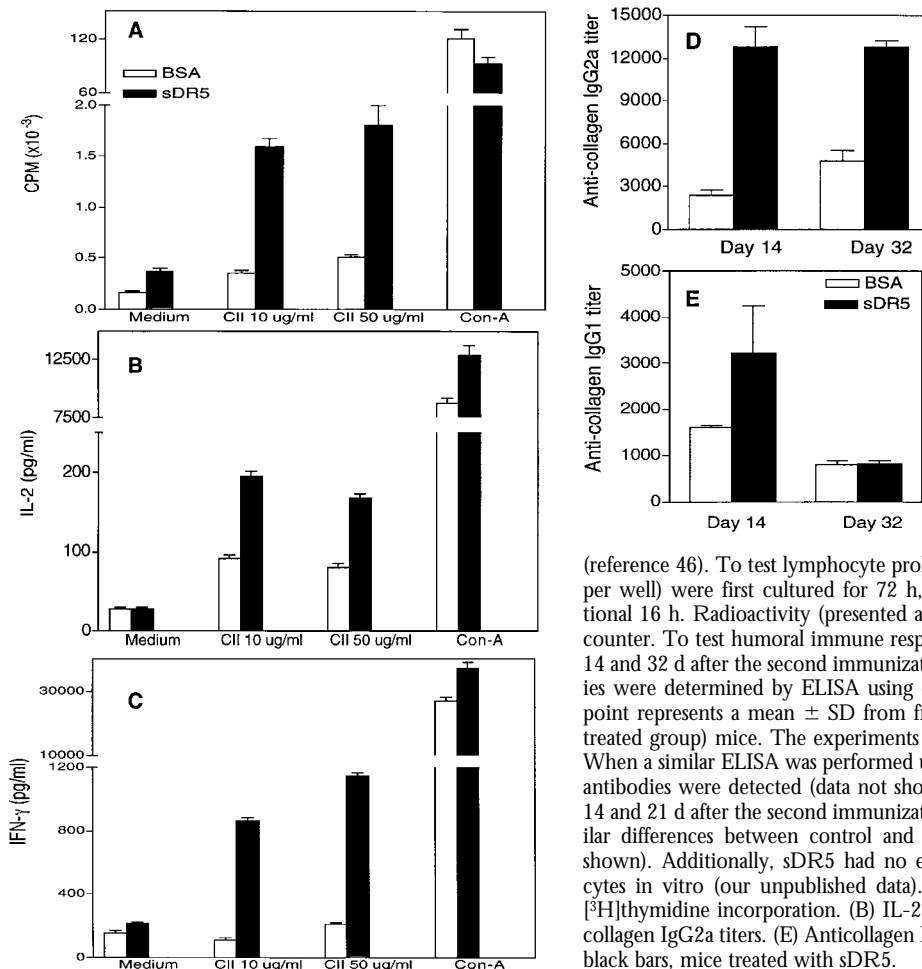 A
BSA
sDR5
CPM (x10-3)
120
60
2.0
1.5
1.0
0.5
0.0
Medium CII 10 ug/ml CII 50 ug/ml Con-A
B
IL-2 (pg/ml)
12500
7500
200
100
0
Medium CII 10 ug/ml CII 50 ug/ml Con-A
C
IFN-γ (pg/ml)
30000
10000
1200
800
400
0
Medium CII 10 ug/ml CII 50 ug/ml Con-A
D
Anti-collagen IgG2a titer
15000
12000
9000
6000
3000
0
Day 14 Day 32
E
BSA
sDR5
Anti-collagen IgG1 titer
5000
4000
3000
2000
1000
0
Day 14 Day 32
(reference 46). To test lymphocyte prol
per well) were first cultured for 72 h,
tional 16 h. Radioactivity (presented a
counter. To test humoral immune resp
14 and 32 d after the second immunizat
ies were determined by ELISA using
point represents a mean ± SD from fi
treated group) mice. The experiments
When a similar ELISA was performed u
antibodies were detected (data not sho
14 and 21 d after the second immunizat
ilar differences between control and
shown). Additionally, sDR5 had no e
cytes in vitro (our unpublished data).
[3H]thymidine incorporation. (B) IL-2
collagen IgG2a titers. (E) Anticollagen
black bars, mice treated with sDR5.